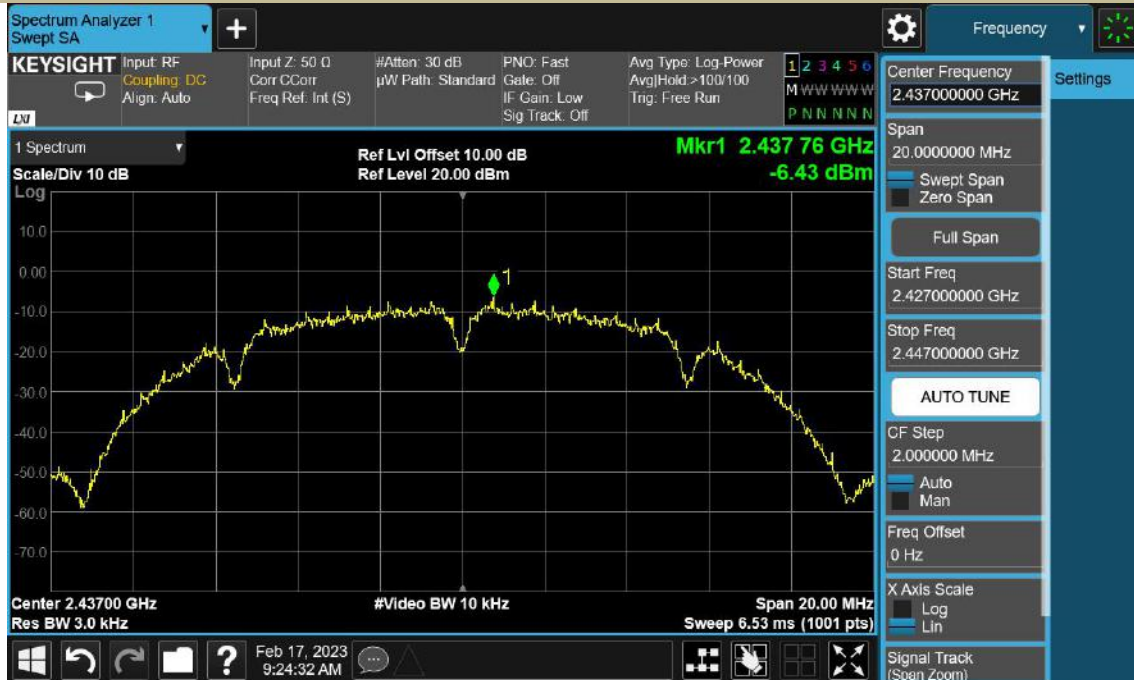 Spectrum Analyzer 1
Swept SA
Frequency
KEYSIGHT
LXI
Input: RF
Coupling: DC
Align: Auto
Input Z: 50 Ω
Corr CCorr
Freq Ref: Int (S)
#Atten: 30 dB
µW Path: Standard
PNO: Fast
Gate: Off
IF Gain: Low
Sig Track: Off
Avg Type: Log-Power
Avg|Hold:>100/100
Trig: Free Run
1 2 3 4 5 6
M W W W W W
P N N N N N
1 Spectrum
Scale/Div 10 dB
Log
Ref Lvl Offset 10.00 dB
Ref Level 20.00 dBm
Mkr1 2.437 76 GHz
-6.43 dBm
10.0
0.00
-10.0
-20.0
-30.0
-40.0
-50.0
-60.0
-70.0
1
Center 2.43700 GHz
Res BW 3.0 kHz
#Video BW 10 kHz
Span 20.00 MHz
Sweep 6.53 ms (1001 pts)
?
Feb 17, 2023
9:24:32 AM
Center Frequency
2.437000000 GHz
Settings
Span
20.0000000 MHz
Swept Span
Zero Span
Full Span
Start Freq
2.427000000 GHz
Stop Freq
2.447000000 GHz
AUTO TUNE
CF Step
2.000000 MHz
Auto
Man
Freq Offset
0 Hz
X Axis Scale
Log
Lin
Signal Track
(Span Zoom)